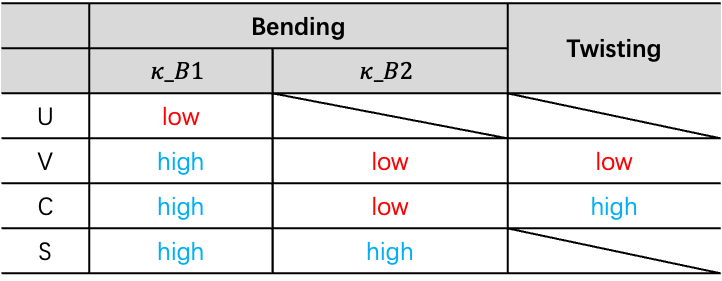 Bending
Twisting
κ_B1 κ_B2
U low
V high low low
C high low high
S high high